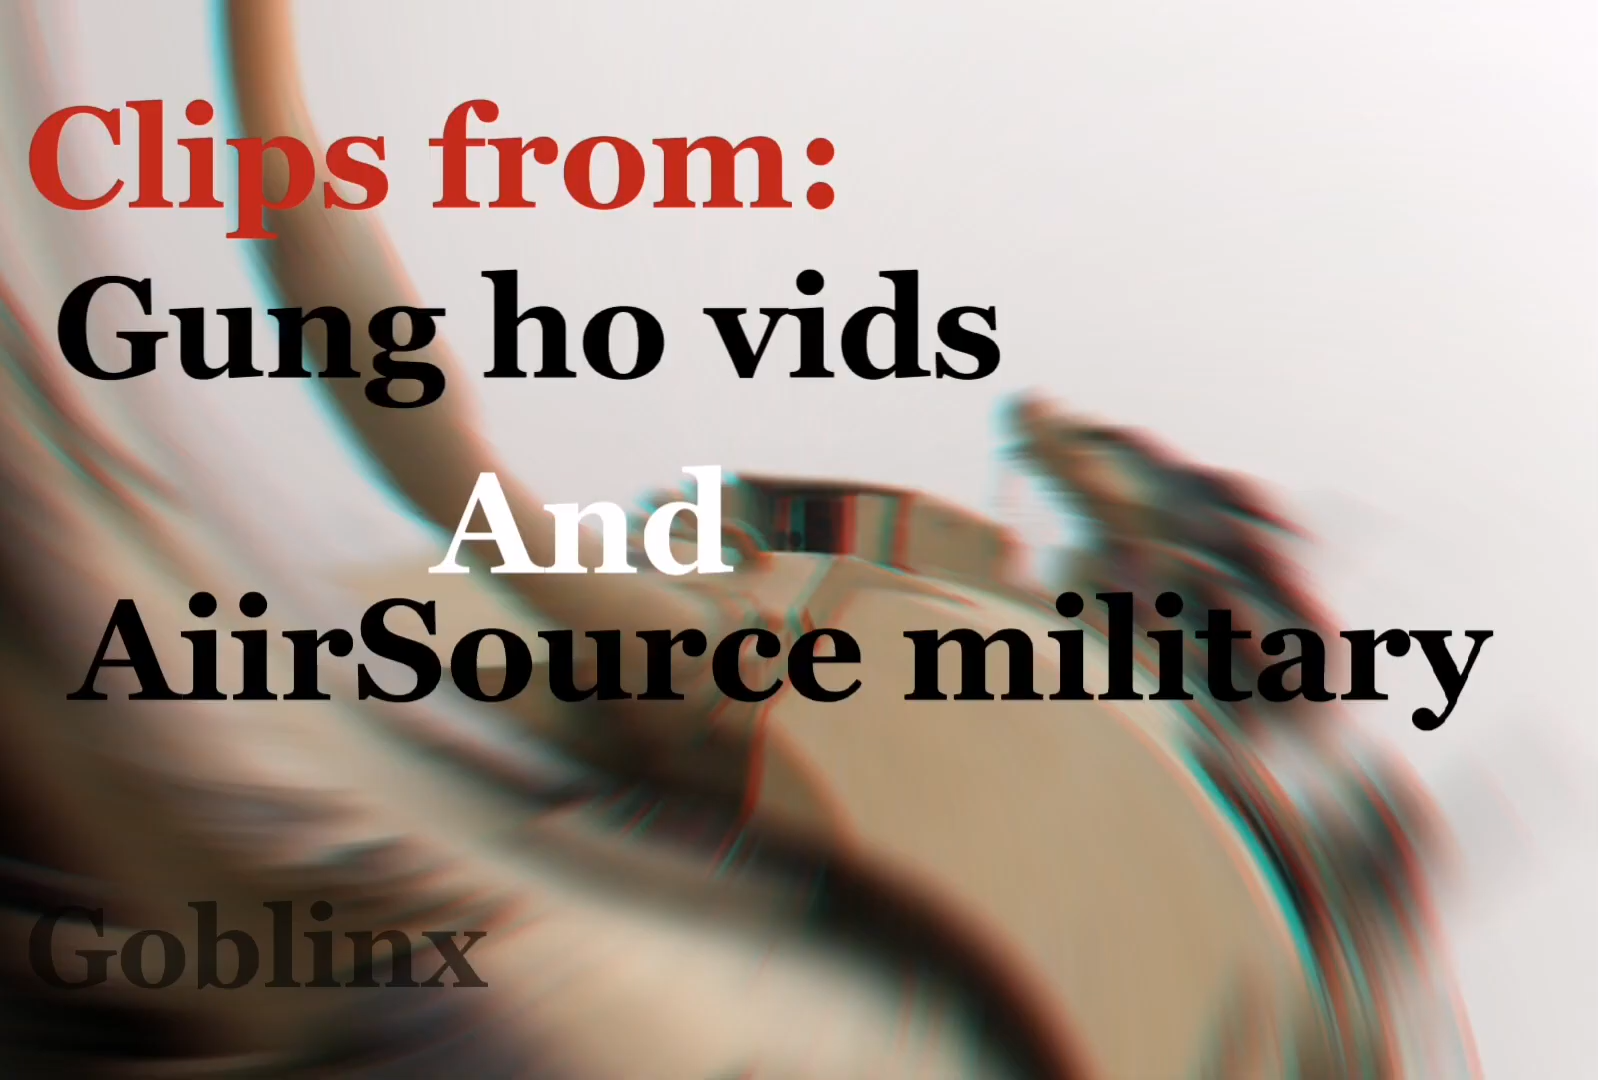 Clips from:
Gung ho vids
And
AiirSource military
Goblinx